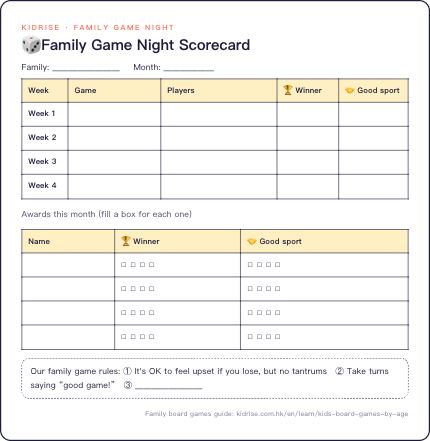 KIDRISE · FAMILY GAME NIGHT
🎲Family Game Night Scorecard
Family: ________________ Month: ____________
Week Game Players 🏆 Winner 🤝 Good sport
Week 1
Week 2
Week 3
Week 4
Awards this month (fill a box for each one)
Name 🏆 Winner 🤝 Good sport
□ □ □ □ □ □ □ □
□ □ □ □ □ □ □ □
□ □ □ □ □ □ □ □
□ □ □ □ □ □ □ □
Our family game rules: ① It's OK to feel upset if you lose, but no tantrums ② Take turns
saying "good game!" ③ ________________
Family board games guide: kidrise.com.hk/en/learn/kids-board-games-by-age